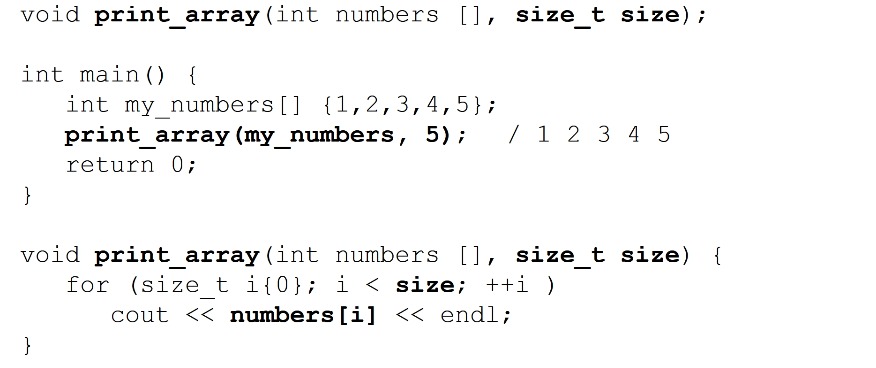 void print_array(int numbers [], size_t size);
int main() {
int my_numbers[] {1,2,3,4,5};
print_array(my_numbers, 5); / 1 2 3 4 5
return 0;
}
void print_array(int numbers [], size_t size) {
for (size_t i{0}; i < size; ++i )
cout << numbers[i] << endl;
}